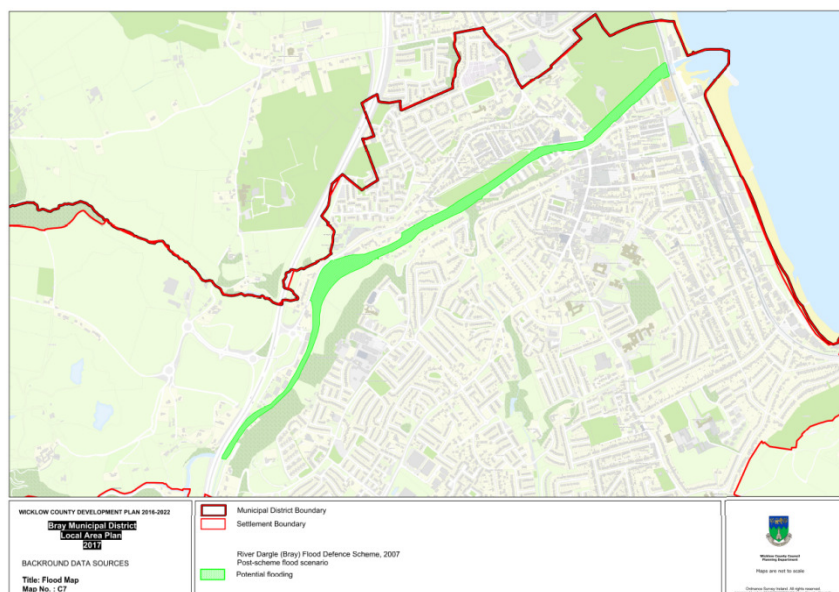 WICKLOW COUNTY DEVELOPMENT PLAN 2016-2022
Bray Municipal District
Local Area Plan
2017
BACKROUND DATA SOURCES
Title: Flood Map
Map No. : C7
Municipal District Boundary
Settlement Boundary
River Dargle (Bray) Flood Defence Scheme, 2007
Post-scheme flood scenario
Potential flooding
Wicklow County Council
Planning Department
Maps are not to scale
Ordnance Survey Ireland. All rights reserved